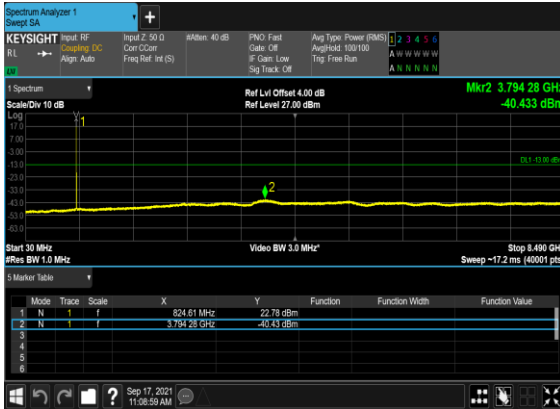 Spectrum Analyzer 1
Swept SA
+
KEYSIGHT Input: RF Input Z: 50 Ω #Atten: 40 dB PNO: Fast Avg Type: Power (RMS) 1 2 3 4 5 6
RL Coupling: DC Corr CCorr Gate: Off Avg|Hold: 100/100 A W W W W W
Align: Auto Freq Ref: Int (S) IF Gain: Low Trig: Free Run
Sig Track: Off A N N N N N
1 Spectrum Ref Lvl Offset 4.00 dB Mkr2 3.794 28 GHz
Scale/Div 10 dB Ref Level 27.00 dBm -40.433 dBm
Log
17.0
7.00
-3.00
-13.0 DL1 -13.00 dBm
-23.0
-33.0
-43.0
-53.0
-63.0
1
2
Start 30 MHz Video BW 3.0 MHz* Stop 8.490 GHz
#Res BW 1.0 MHz Sweep ~17.2 ms (40001 pts)
5 Marker Table
Mode Trace Scale X Y Function Function Width Function Value
1 N 1 f 824.61 MHz 22.78 dBm
2 N 1 f 3.794 28 GHz -40.43 dBm
3
4
5
6
? Sep 17, 2021
11:08:59 AM